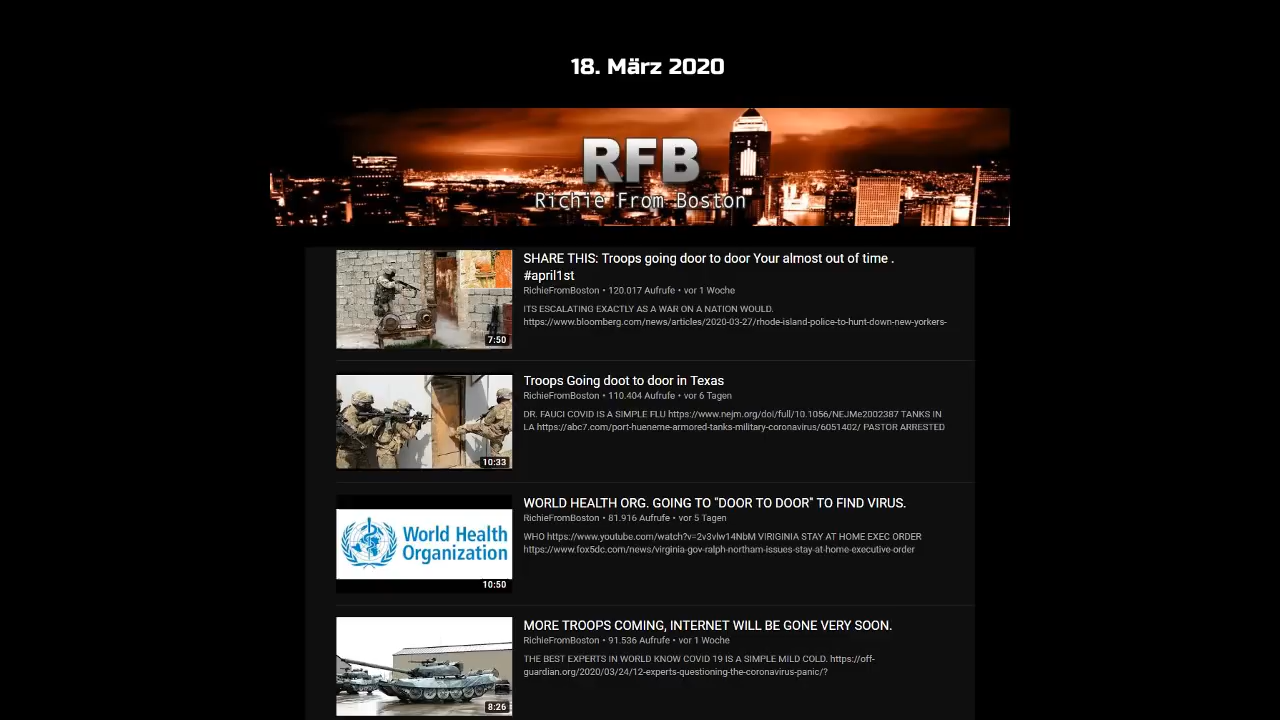 18. März 2020
RFB
Richie From Boston
SHARE THIS: Troops going door to door Your almost out of time .
#april1st
RichieFromBoston • 120.017 Aufrufe • vor 1 Woche
ITS ESCALATING EXACTLY AS A WAR ON A NATION WOULD.
https://www.bloomberg.com/news/articles/2020-03-27/rhode-island-police-to-hunt-down-new-yorkers-
7:50
Troops Going doot to door in Texas
RichieFromBoston • 110.404 Aufrufe • vor 6 Tagen
DR. FAUCI COVID IS A SIMPLE FLU https://www.nejm.org/doi/full/10.1056/NEJMe2002387 TANKS IN
LA https://abc7.com/port-hueneme-armored-tanks-military-coronavirus/6051402/ PASTOR ARRESTED
10:33
WORLD HEALTH ORG. GOING TO "DOOR TO DOOR" TO FIND VIRUS.
RichieFromBoston • 81.916 Aufrufe • vor 5 Tagen
WHO https://www.youtube.com/watch?v=2v3vlw14NbM VIRIGINIA STAY AT HOME EXEC ORDER
https://www.fox5dc.com/news/virginia-gov-ralph-northam-issues-stay-at-home-executive-order
World Health
Organization
10:50
MORE TROOPS COMING, INTERNET WILL BE GONE VERY SOON.
RichieFromBoston • 91.536 Aufrufe • vor 1 Woche
THE BEST EXPERTS IN WORLD KNOW COVID 19 IS A SIMPLE MILD COLD. https://off-
guardian.org/2020/03/24/12-experts-questioning-the-coronavirus-panic/?
8:26